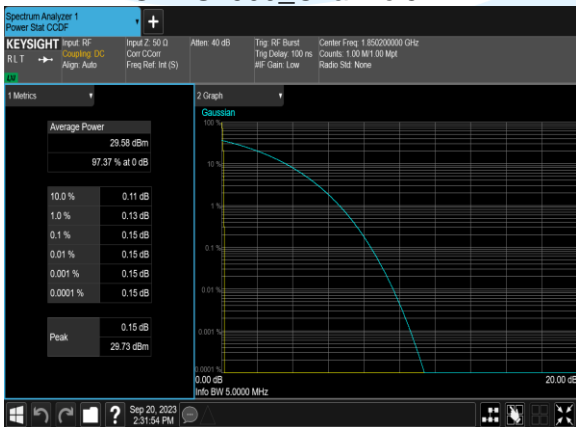 Spectrum Analyzer 1
Power Stat CCDF
+
KEYSIGHT
RLT
LW
Input: RF
Coupling: DC
Align: Auto
Input Z: 50 Ω
Corr CCorr
Freq Ref: Int (S)
Atten: 40 dB
Trig: RF Burst
Trig Delay: 100 ns
#IF Gain: Low
Center Freq: 1.850200000 GHz
Counts: 1.00 M/1.00 Mpt
Radio Std: None
1 Metrics
Average Power
29.58 dBm
97.37 % at 0 dB
10.0 % 0.11 dB
1.0 % 0.13 dB
0.1 % 0.15 dB
0.01 % 0.15 dB
0.001 % 0.15 dB
0.0001 % 0.15 dB
Peak
0.15 dB
29.73 dBm
2 Graph
Gaussian
100 %
10 %
1 %
0.1 %
0.01 %
0.001 %
0.0001 %
0.00 dB
20.00 dB
Info BW 5.0000 MHz
?
Sep 20, 2023
2:31:54 PM